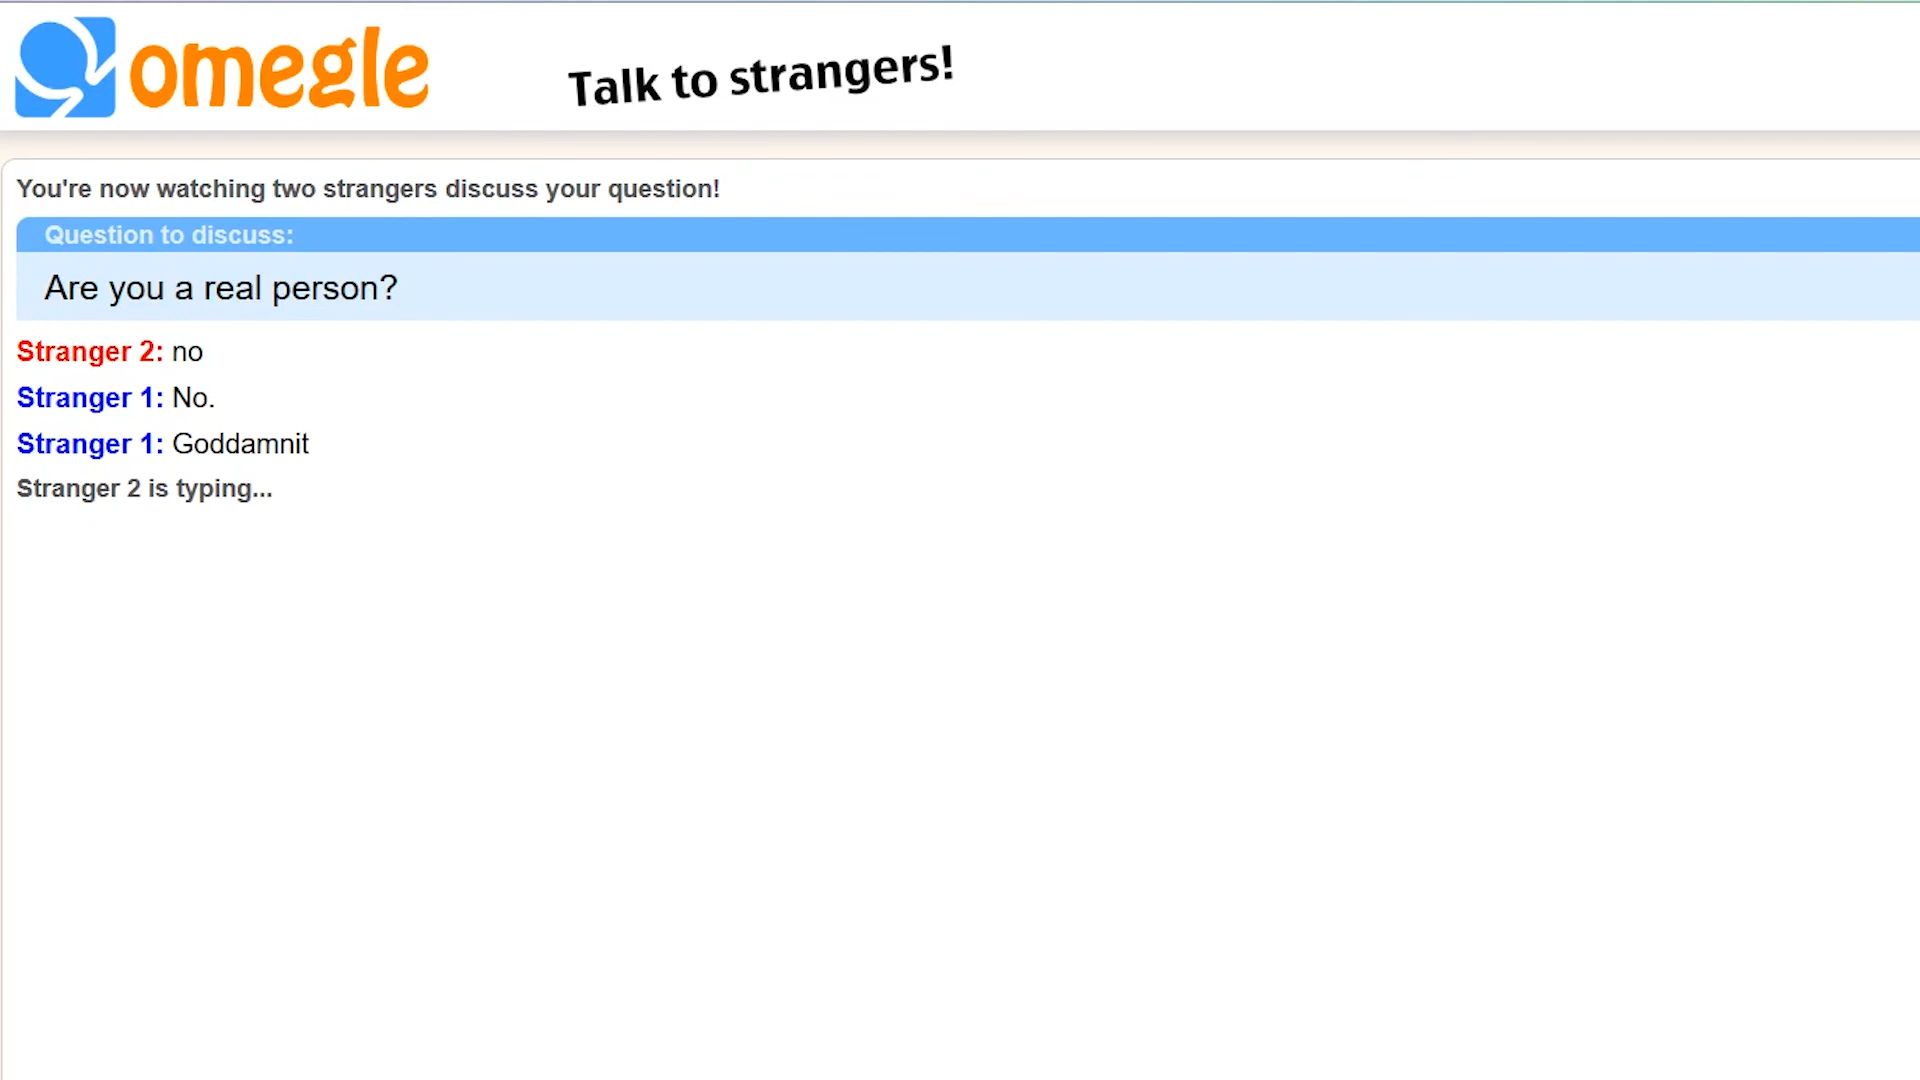 omegle
Talk to strangers!
You're now watching two strangers discuss your question!
Question to discuss:
Are you a real person?
Stranger 2: no
Stranger 1: No.
Stranger 1: Goddamnit
Stranger 2 is typing...